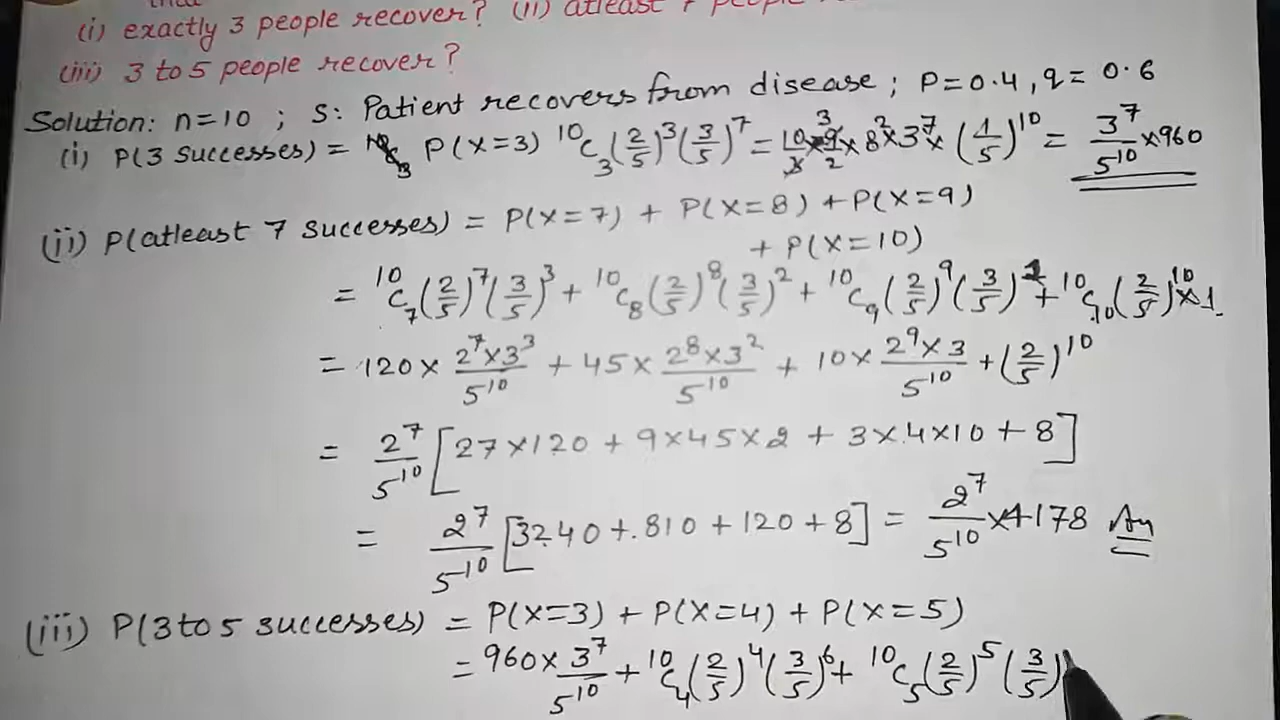 that
(i) exactly 3 people recover? (ii) atleast 7 people
(iii) 3 to 5 people recover?
Solution: n=10 ; S: Patient recovers from disease ; P=0.4, q= 0.6
(i) P(3 successes) = P(X=3) ¹⁰C₃(2/5)³(3/5)⁷ = 10×9×8×3⁷×(1/5)¹⁰ = 3⁷/5¹⁰ ×960
3 2
3 2
(ii) P(atleast 7 successes) = P(X=7) + P(X=8) + P(X=9)
+ P(X=10)
= ¹⁰C₇(2/5)⁷(3/5)³ + ¹⁰C₈(2/5)⁸(3/5)² + ¹⁰C₉(2/5)⁹(3/5)¹ + ¹⁰C₁₀(2/5)¹⁰×1
= 120 × 2⁷×3³/5¹⁰ + 45 × 2⁸×3²/5¹⁰ + 10 × 2⁹×3/5¹⁰ + (2/5)¹⁰
= 2⁷/5¹⁰ [27×120 + 9×45×2 + 3×4×10 + 8]
= 2⁷/5¹⁰ [3240 + 810 + 120 + 8] = 2⁷/5¹⁰ ×4178 An
(iii) P(3 to 5 successes) = P(X=3) + P(X=4) + P(X=5)
= 960 × 3⁷/5¹⁰ + ¹⁰C₄(2/5)⁴(3/5)⁶ + ¹⁰C₅(2/5)⁵(3/5)